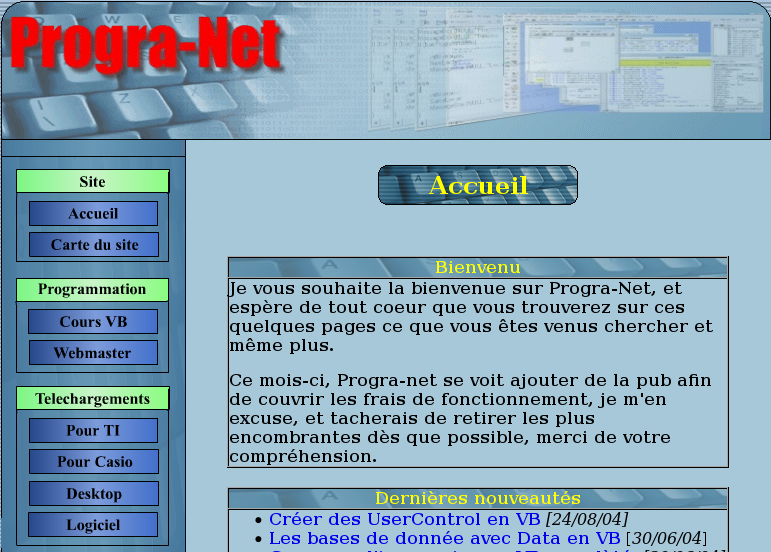 Progra-Net
Site
Accueil
Carte du site
Programmation
Cours VB
Webmaster
Telechargements
Pour TI
Pour Casio
Desktop
Logiciel
Accueil
Bienvenu
Je vous souhaite la bienvenue sur Progra-Net, et
espère de tout coeur que vous trouverez sur ces
quelques pages ce que vous êtes venus chercher et
même plus.
Ce mois-ci, Progra-net se voit ajouter de la pub afin
de couvrir les frais de fonctionnement, je m'en
excuse, et tacherais de retirer les plus
encombrantes dès que possible, merci de votre
compréhension.
Dernières nouveautés
• Créer des UserControl en VB [24/08/04]
• Les bases de donnée avec Data en VB [30/06/04]